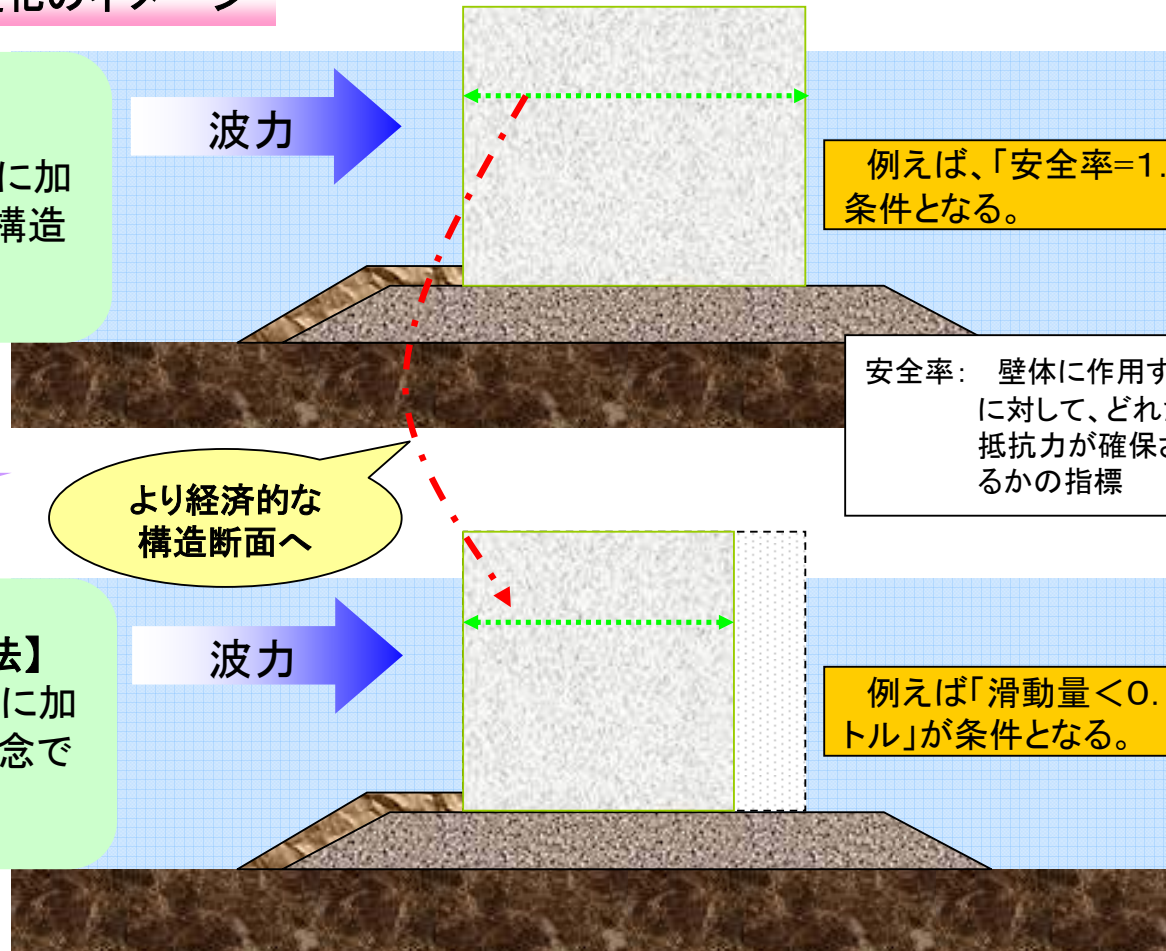 化のイメージ
に加
構造
波力
例えば、「安全率=1.
条件となる。
安全率： 壁体に作用す
に対して、どれ
抵抗力が確保
るかの指標
より経済的な
構造断面へ
法】
に加
念で
波力
例えば「滑動量＜0.
トル」が条件となる。